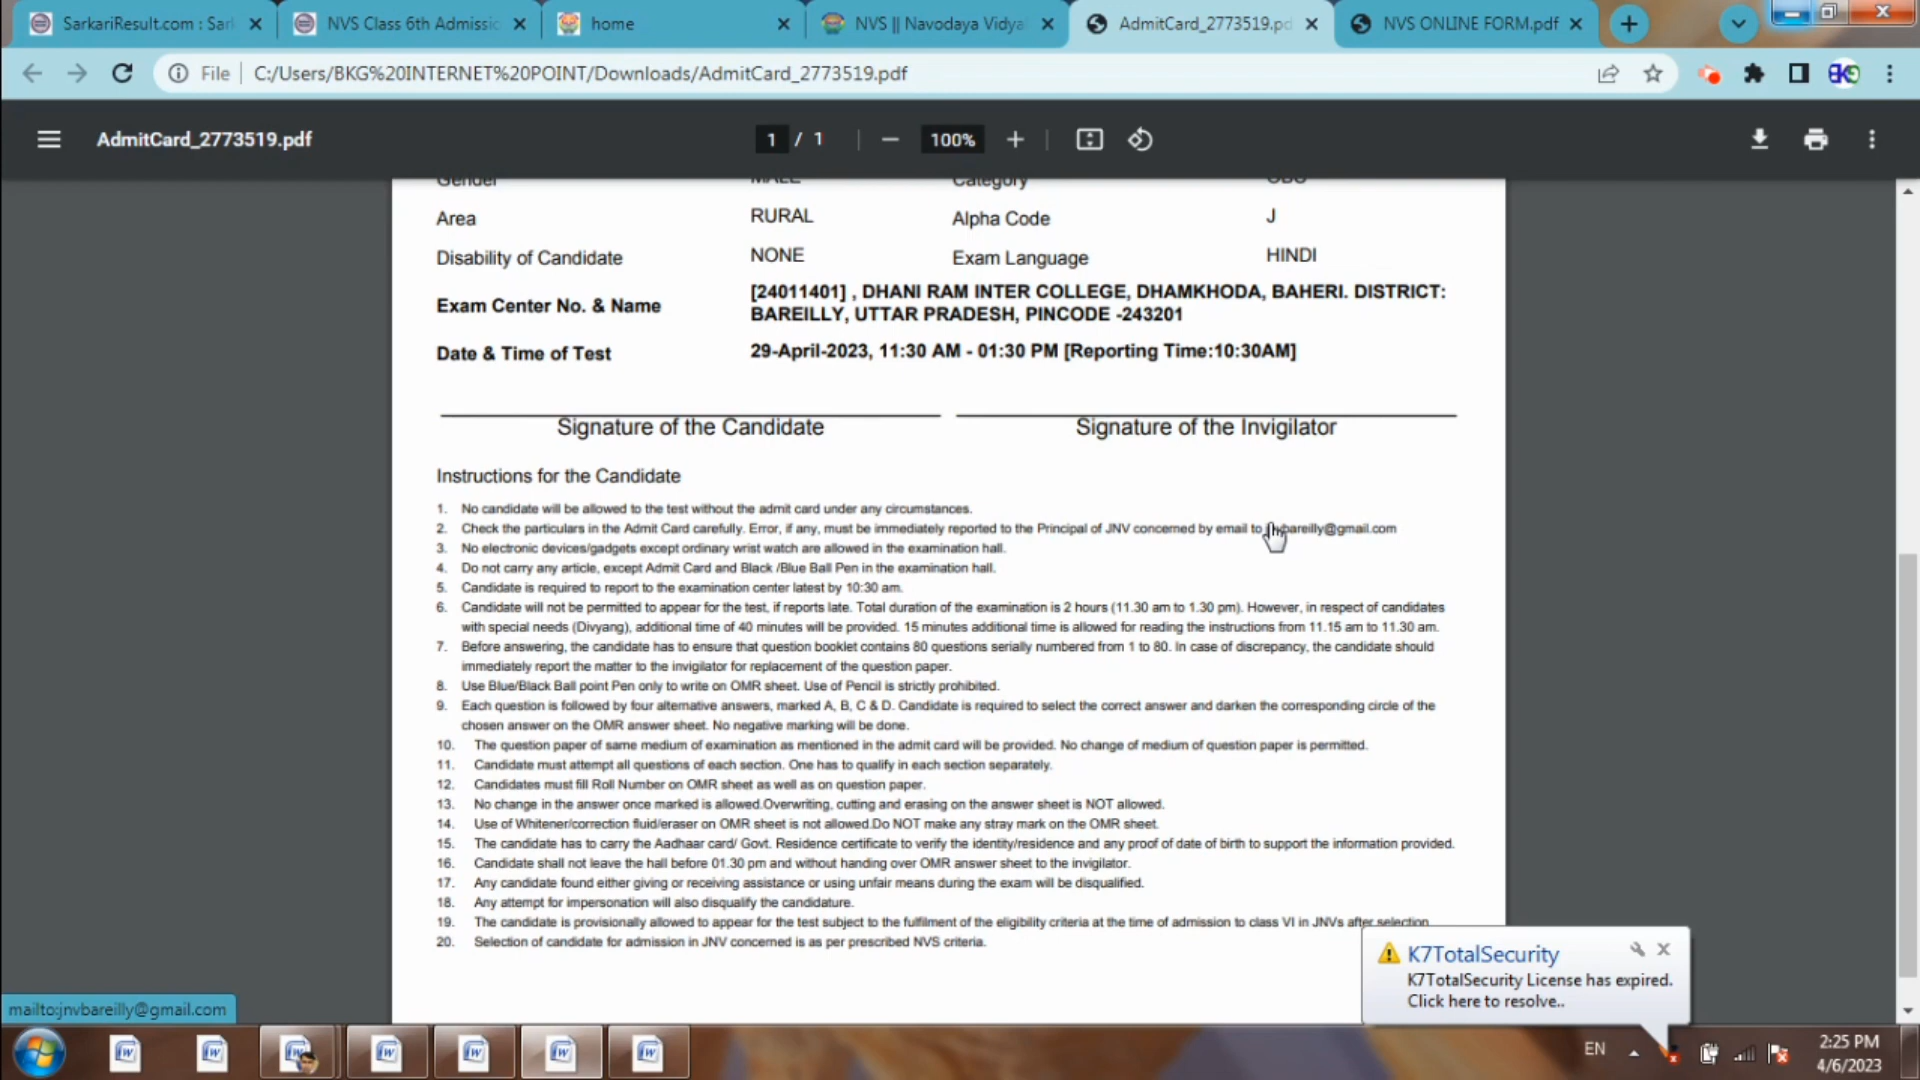 SarkariResult.com : Sar
NVS Class 6th Admissi
home
NVS || Navodaya Vidya
AdmitCard_2773519.pd
NVS ONLINE FORM.pdf
File
C:/Users/BKG%20INTERNET%20POINT/Downloads/AdmitCard_2773519.pdf
AdmitCard_2773519.pdf
1 / 1
100%
Gender MALE Category
Area RURAL Alpha Code J
Disability of Candidate NONE Exam Language HINDI
Exam Center No. & Name [24011401] , DHANI RAM INTER COLLEGE, DHAMKHODA, BAHERI. DISTRICT:
BAREILLY, UTTAR PRADESH, PINCODE -243201
Date & Time of Test 29-April-2023, 11:30 AM - 01:30 PM [Reporting Time:10:30AM]
Signature of the Candidate Signature of the Invigilator
Instructions for the Candidate
1. No candidate will be allowed to the test without the admit card under any circumstances.
2. Check the particulars in the Admit Card carefully. Error, if any, must be immediately reported to the Principal of JNV concerned by email to jnvbareilly@gmail.com
3. No electronic devices/gadgets except ordinary wrist watch are allowed in the examination hall.
4. Do not carry any article, except Admit Card and Black /Blue Ball Pen in the examination hall.
5. Candidate is required to report to the examination center latest by 10:30 am.
6. Candidate will not be permitted to appear for the test, if reports late. Total duration of the examination is 2 hours (11.30 am to 1.30 pm). However, in respect of candidates
with special needs (Divyang), additional time of 40 minutes will be provided. 15 minutes additional time is allowed for reading the instructions from 11.15 am to 11.30 am.
7. Before answering, the candidate has to ensure that question booklet contains 80 questions serially numbered from 1 to 80. In case of discrepancy, the candidate should
immediately report the matter to the invigilator for replacement of the question paper.
8. Use Blue/Black Ball point Pen only to write on OMR sheet. Use of Pencil is strictly prohibited.
9. Each question is followed by four alternative answers, marked A, B, C & D. Candidate is required to select the correct answer and darken the corresponding circle of the
chosen answer on the OMR answer sheet. No negative marking will be done.
10. The question paper of same medium of examination as mentioned in the admit card will be provided. No change of medium of question paper is permitted.
11. Candidate must attempt all questions of each section. One has to qualify in each section separately.
12. Candidates must fill Roll Number on OMR sheet as well as on question paper.
13. No change in the answer once marked is allowed.Overwriting, cutting and erasing on the answer sheet is NOT allowed.
14. Use of Whitener/correction fluid/eraser on OMR sheet is not allowed.Do NOT make any stray mark on the OMR sheet.
15. The candidate has to carry the Aadhaar card/ Govt. Residence certificate to verify the identity/residence and any proof of date of birth to support the information provided.
16. Candidate shall not leave the hall before 01.30 pm and without handing over OMR answer sheet to the invigilator.
17. Any candidate found either giving or receiving assistance or using unfair means during the exam will be disqualified.
18. Any attempt for impersonation will also disqualify the candidature.
19. The candidate is provisionally allowed to appear for the test subject to the fulfilment of the eligibility criteria at the time of admission to class VI in JNVs after selection
20. Selection of candidate for admission in JNV concerned is as per prescribed NVS criteria.
K7TotalSecurity
K7TotalSecurity License has expired.
Click here to resolve..
mailto:jnvbareilly@gmail.com
EN
2:25 PM
4/6/2023